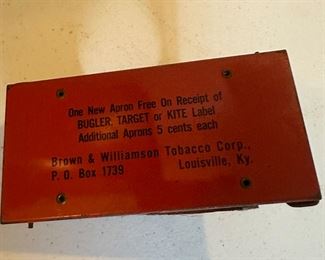 One New Apron Free On Receipt of
BUGLER, TARGET or KITE Label
Additional Aprons 5 cents each
Brown & Williamson Tobacco Corp.,
P. O. Box 1739 Louisville, Ky.